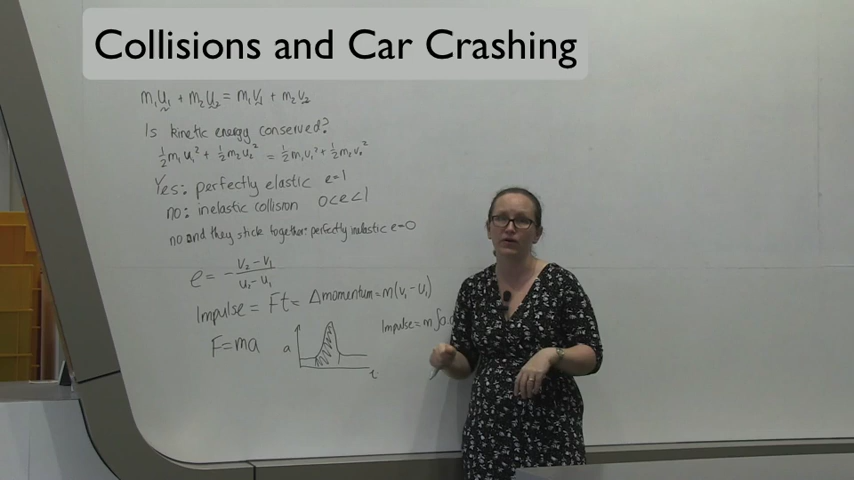 Collisions and Car Crashing
m₁u₁ + m₂u₂ = m₁v₁ + m₂v₂
Is kinetic energy conserved?
½m₁u₁² + ½m₂u₂² = ½m₁v₁² + ½m₂v₂²
Yes: perfectly elastic e=1
no: inelastic collision 0<e<1
no and they stick together: perfectly inelastic e=0
e = - (v₂ - v₁)/(u₂ - u₁)
Impulse = Ft = Δmomentum = m(v₁ - u₁)
Impulse = m∫a.
F=ma
a
t